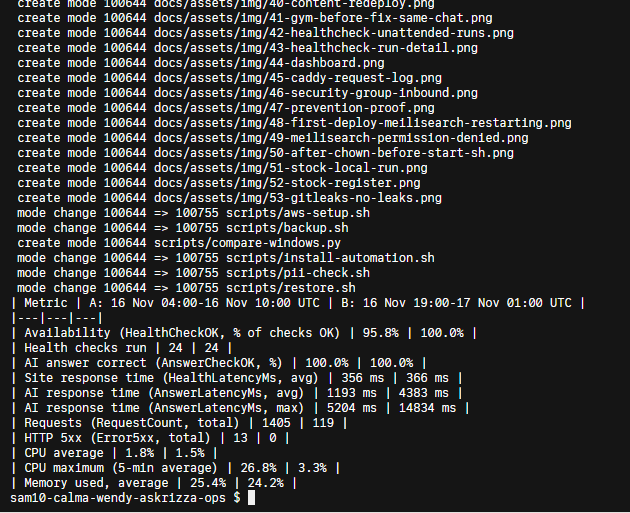 create mode 100644 docs/assets/img/40-content-redeploy.png
create mode 100644 docs/assets/img/41-gym-before-fix-same-chat.png
create mode 100644 docs/assets/img/42-healthcheck-unattended-runs.png
create mode 100644 docs/assets/img/43-healthcheck-run-detail.png
create mode 100644 docs/assets/img/44-dashboard.png
create mode 100644 docs/assets/img/45-caddy-request-log.png
create mode 100644 docs/assets/img/46-security-group-inbound.png
create mode 100644 docs/assets/img/47-prevention-proof.png
create mode 100644 docs/assets/img/48-first-deploy-meilisearch-restarting.png
create mode 100644 docs/assets/img/49-meilisearch-permission-denied.png
create mode 100644 docs/assets/img/50-after-chown-before-start-sh.png
create mode 100644 docs/assets/img/51-stock-local-run.png
create mode 100644 docs/assets/img/52-stock-register.png
create mode 100644 docs/assets/img/53-gitleaks-no-leaks.png
mode change 100644 => 100755 scripts/aws-setup.sh
mode change 100644 => 100755 scripts/backup.sh
create mode 100644 scripts/compare-windows.py
mode change 100644 => 100755 scripts/install-automation.sh
mode change 100644 => 100755 scripts/pii-check.sh
mode change 100644 => 100755 scripts/restore.sh
| Metric | A: 16 Nov 04:00-16 Nov 10:00 UTC | B: 16 Nov 19:00-17 Nov 01:00 UTC |
|---|---|---|
| Availability (HealthCheckOK, % of checks OK) | 95.8% | 100.0% |
| Health checks run | 24 | 24 |
| AI answer correct (AnswerCheckOK, %) | 100.0% | 100.0% |
| Site response time (HealthLatencyMs, avg) | 356 ms | 366 ms |
| AI response time (AnswerLatencyMs, avg) | 1193 ms | 4383 ms |
| AI response time (AnswerLatencyMs, max) | 5204 ms | 14834 ms |
| Requests (RequestCount, total) | 1405 | 119 |
| HTTP 5xx (Error5xx, total) | 13 | 0 |
| CPU average | 1.8% | 1.5% |
| CPU maximum (5-min average) | 26.8% | 3.3% |
| Memory used, average | 25.4% | 24.2% |
sam10-calma-wendy-askrizza-ops $